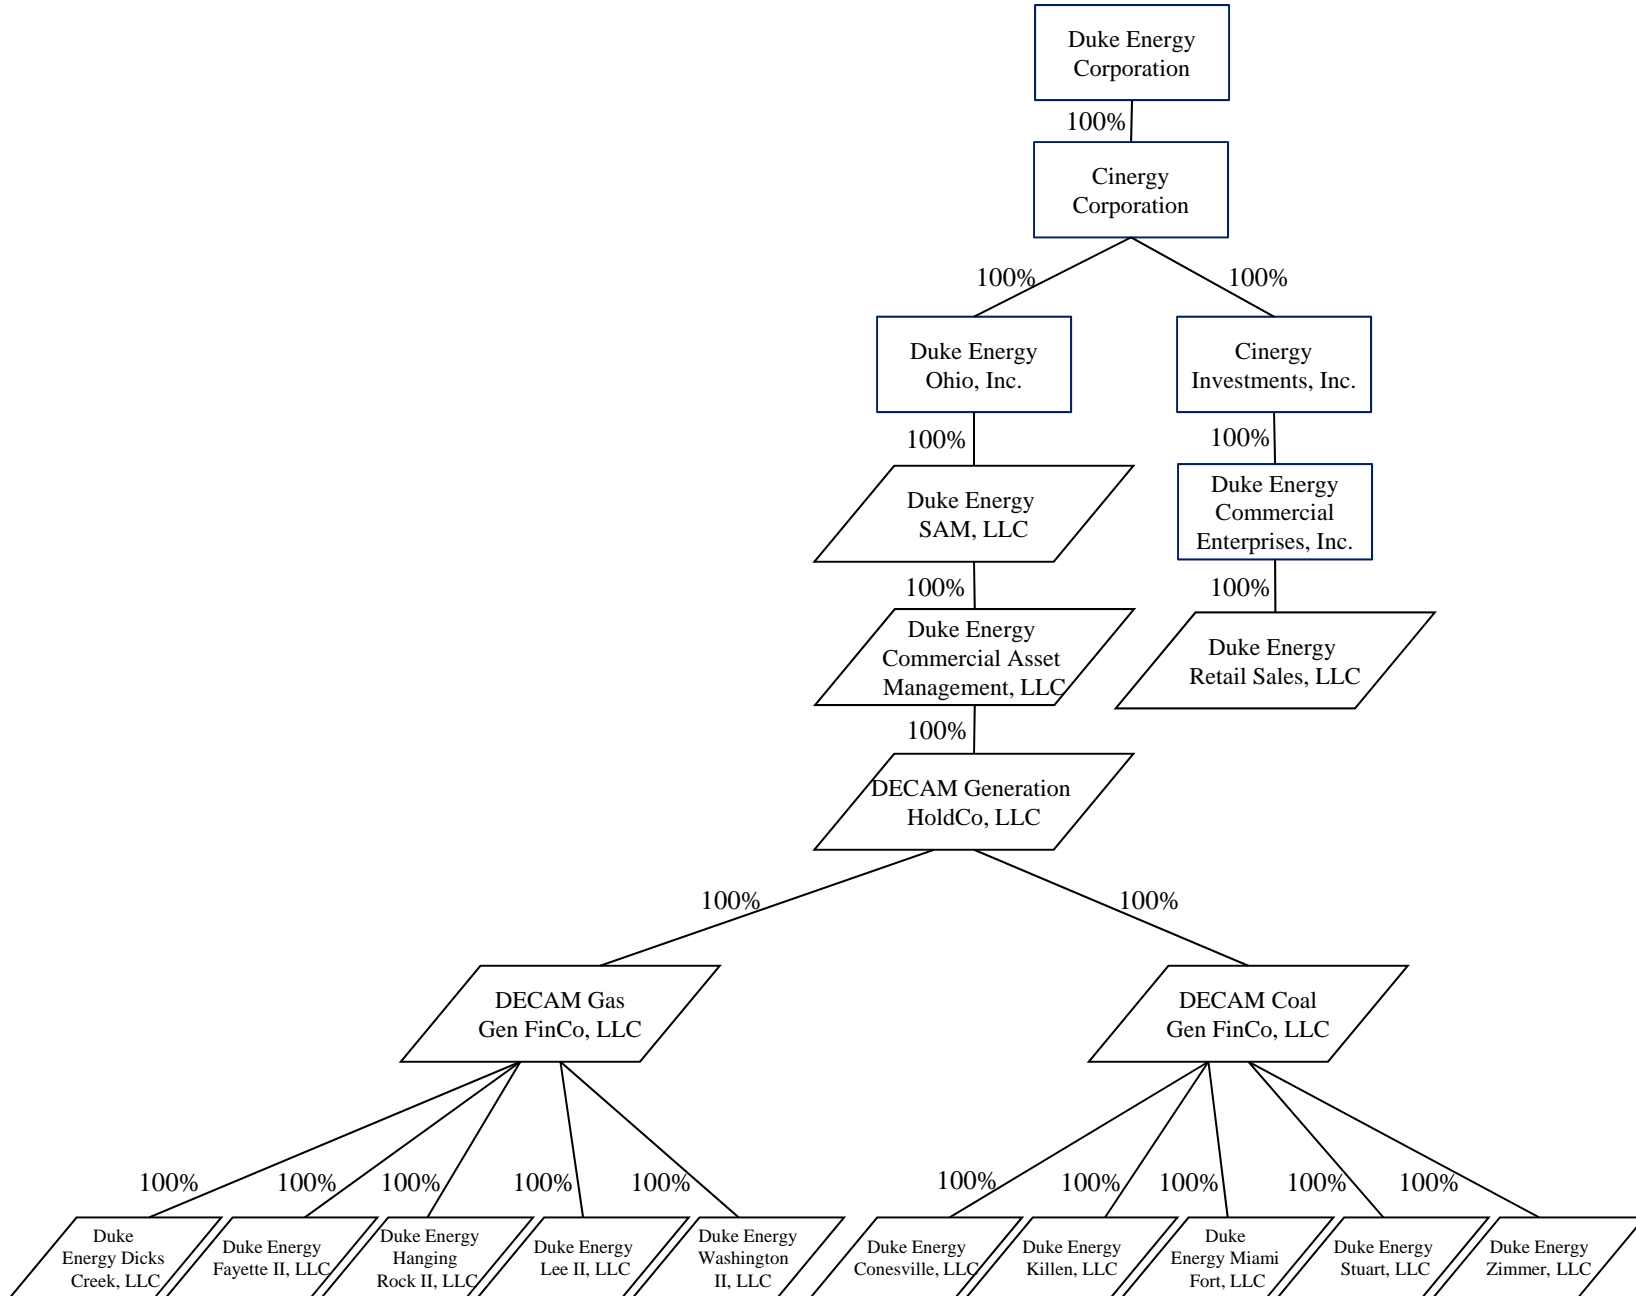 Duke Energy
Corporation
100%
Cinergy
Corporation
100%
100%
Duke Energy
Ohio, Inc.
Cinergy
Investments, Inc.
100%
100%
Duke Energy
SAM, LLC
Duke Energy
Commercial
Enterprises, Inc.
100%
100%
Duke Energy
Commercial Asset
Management, LLC
Duke Energy
Retail Sales, LLC
100%
DECAM Generation
HoldCo, LLC
100%
100%
DECAM Gas
Gen FinCo, LLC
DECAM Coal
Gen FinCo, LLC
100%
100%
100%
100%
100%
100%
100%
100%
100%
100%
Duke
Energy Dicks
Creek, LLC
Duke Energy
Fayette II, LLC
Duke Energy
Hanging
Rock II, LLC
Duke Energy
Lee II, LLC
Duke Energy
Washington
II, LLC
Duke Energy
Conesville, LLC
Duke Energy
Killen, LLC
Duke
Energy Miami
Fort, LLC
Duke Energy
Stuart, LLC
Duke Energy
Zimmer, LLC